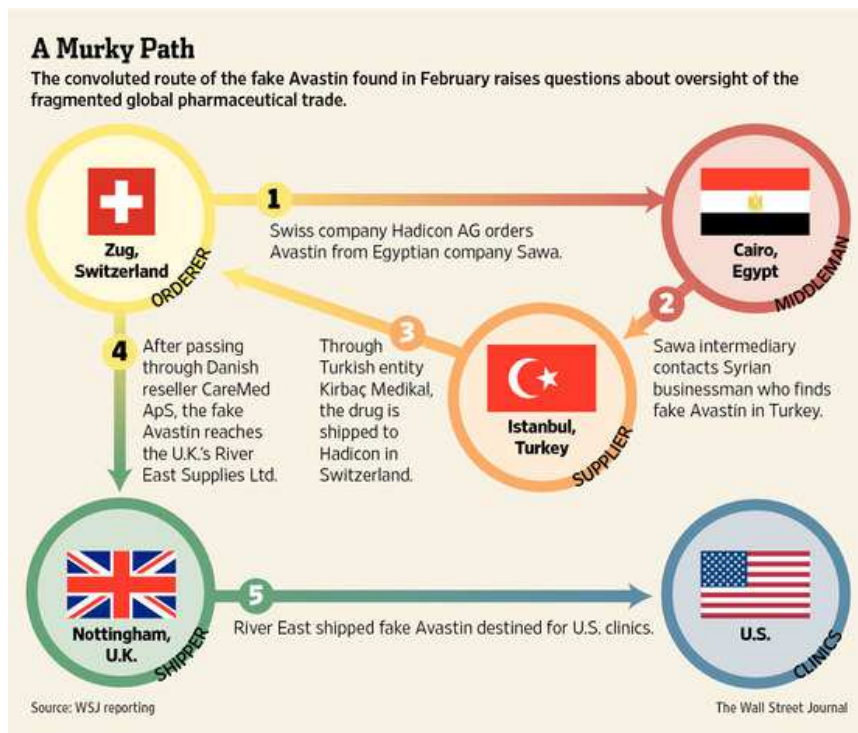 A Murky Path
The convoluted route of the fake Avastin found in February raises questions about oversight of the
fragmented global pharmaceutical trade.
Zug,
Switzerland
ORDERER
1
Swiss company Hadicon AG orders
Avastin from Egyptian company Sawa.
Cairo,
Egypt
MIDDLEMAN
2
Sawa intermediary
contacts Syrian
businessman who finds
fake Avastin in Turkey.
Istanbul,
Turkey
SUPPLIER
3
Through
Turkish entity
Kirbaç Medikal,
the drug is
shipped to
Hadicon in
Switzerland.
4
After passing
through Danish
reseller CareMed
ApS, the fake
Avastin reaches
the U.K.'s River
East Supplies Ltd.
Nottingham,
U.K.
SHIPPER
5
River East shipped fake Avastin destined for U.S. clinics.
U.S.
CLINICS
Source: WSJ reporting
The Wall Street Journal